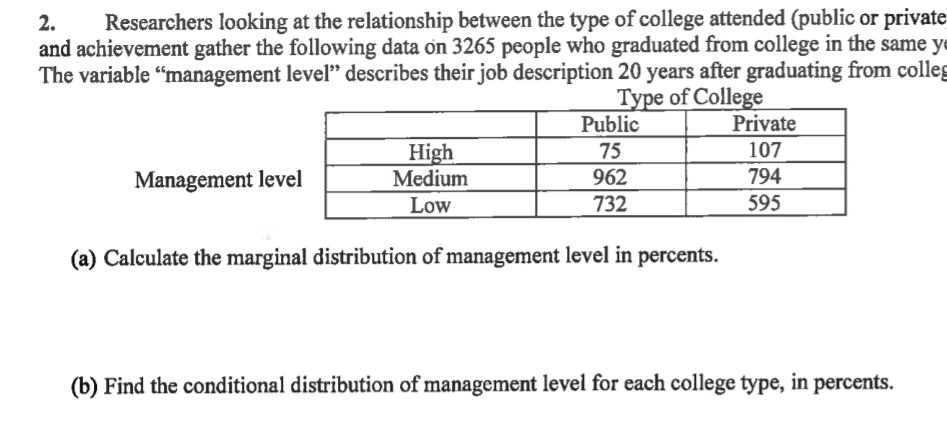 2. Researchers looking at the relationship between the type of college attended (public or private
and achievement gather the following data on 3265 people who graduated from college in the same
The variable “management level” describes their job description 20 years after graduating from
Type of College
Public Private
High 75 107
Management level Medium 962 794
Low 732 595
(a) Calculate the marginal distribution of management level in percents.
(b) Find the conditional distribution of management level for each college type, in percents.